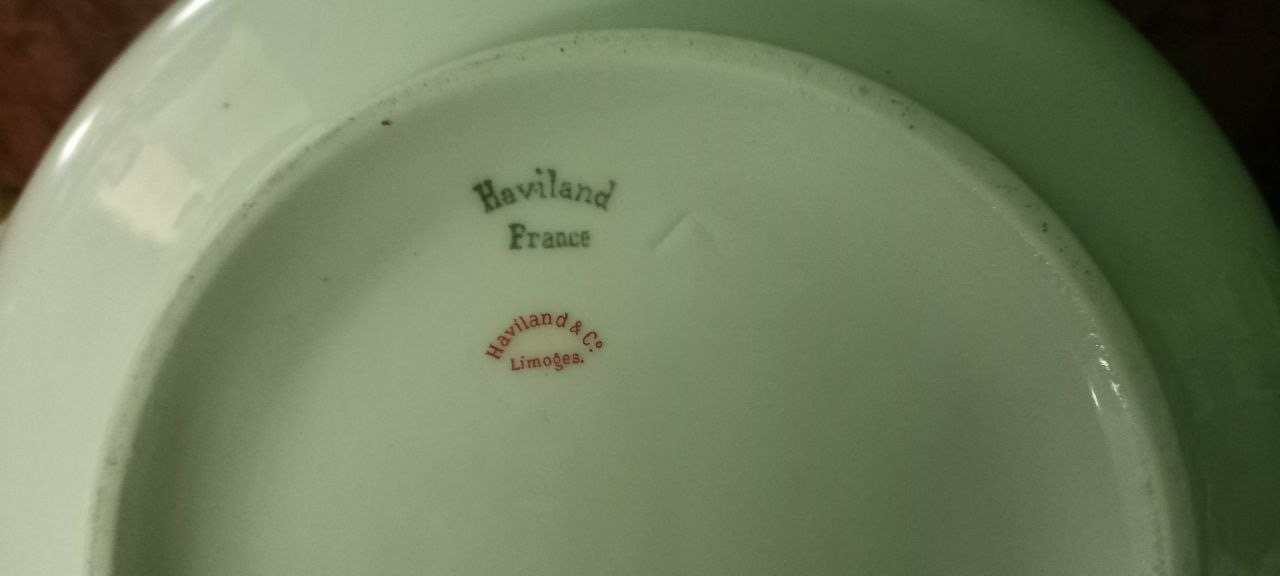 Haviland
France
Haviland & Co.
Limoges.